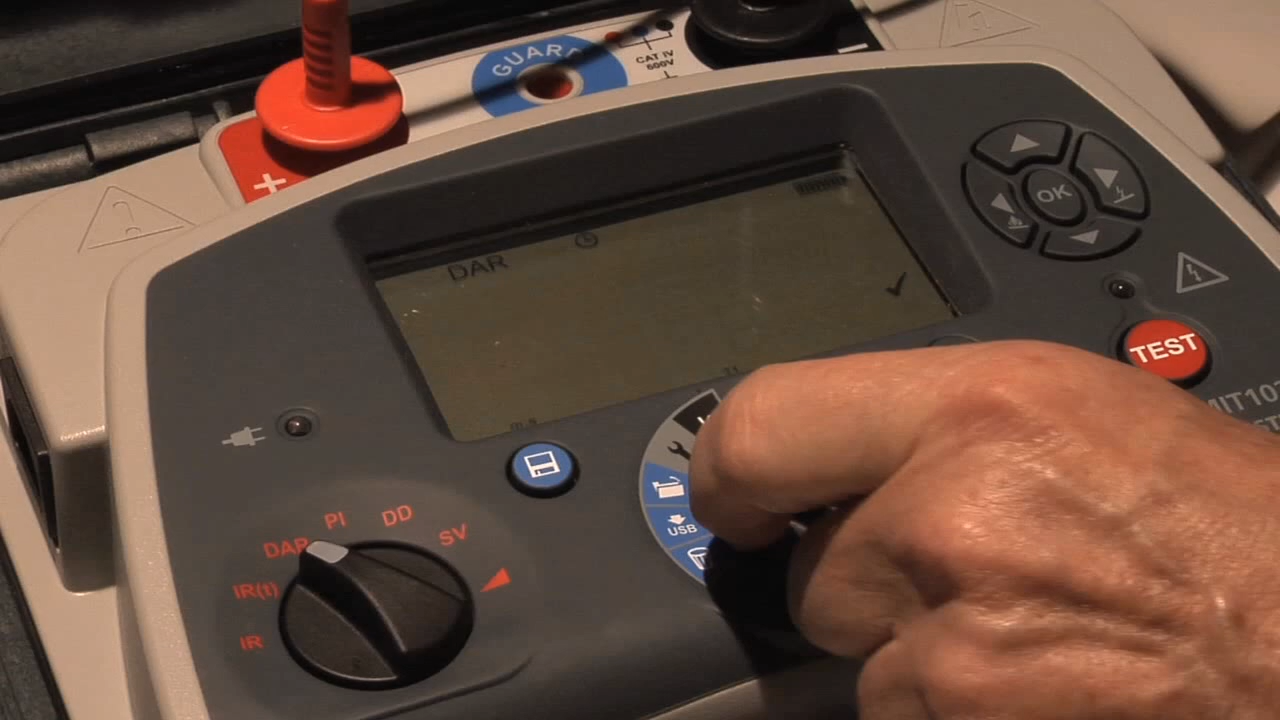 GUARD
CAT IV
600V
+
−
OK
DAR
TEST
PI
DD
SV
DAR
IR(t)
IR
USB